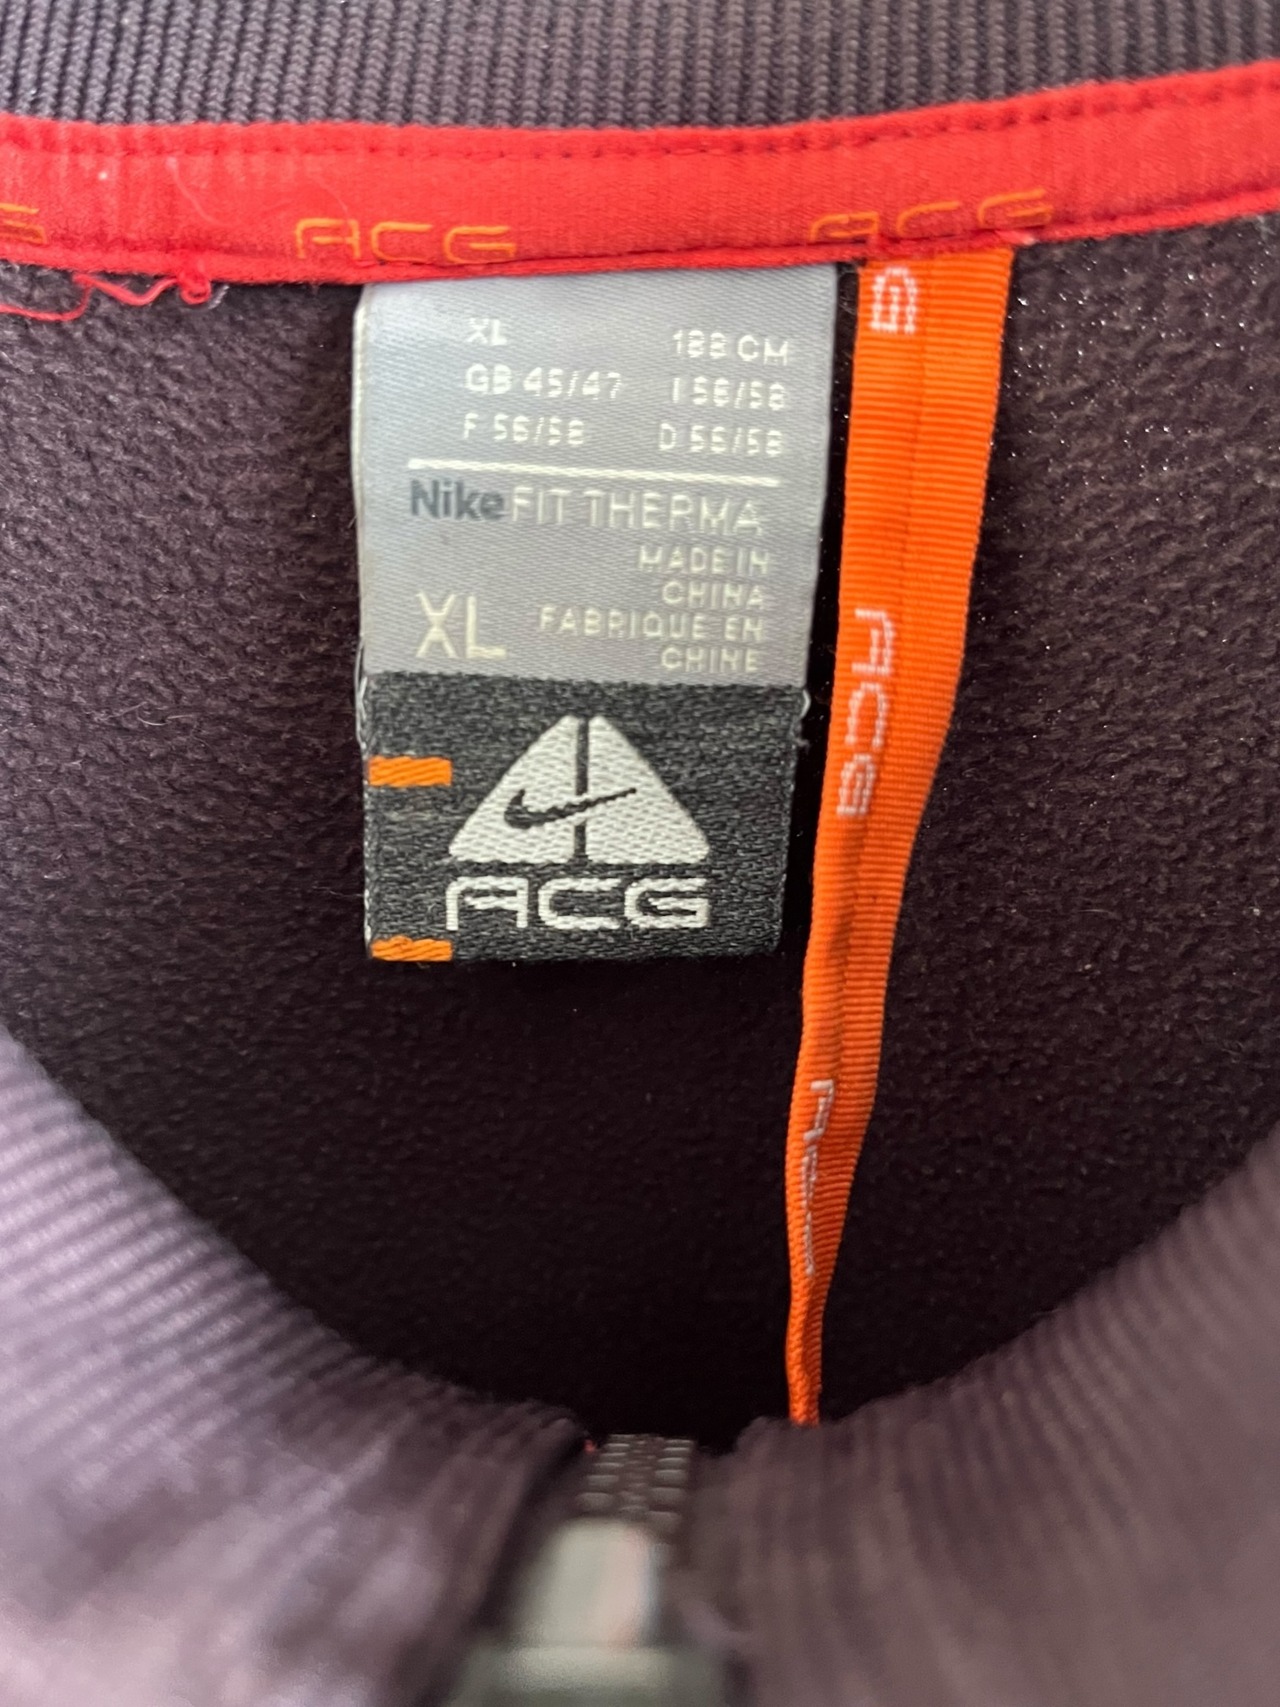 ACG ACG
XL 188 CM
GB 45/47 I 56/58
F 56/58 D 56/58
Nike FIT THERMA
MADE IN
CHINA
XL FABRIQUE EN
CHINE
ACG
ACG
ACG